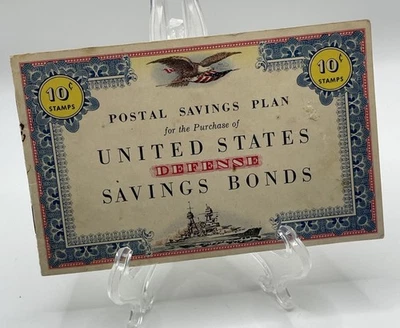 10¢
STAMPS
10¢
STAMPS
POSTAL SAVINGS PLAN
for the Purchase of
UNITED STATES
DEFENSE
SAVINGS BONDS